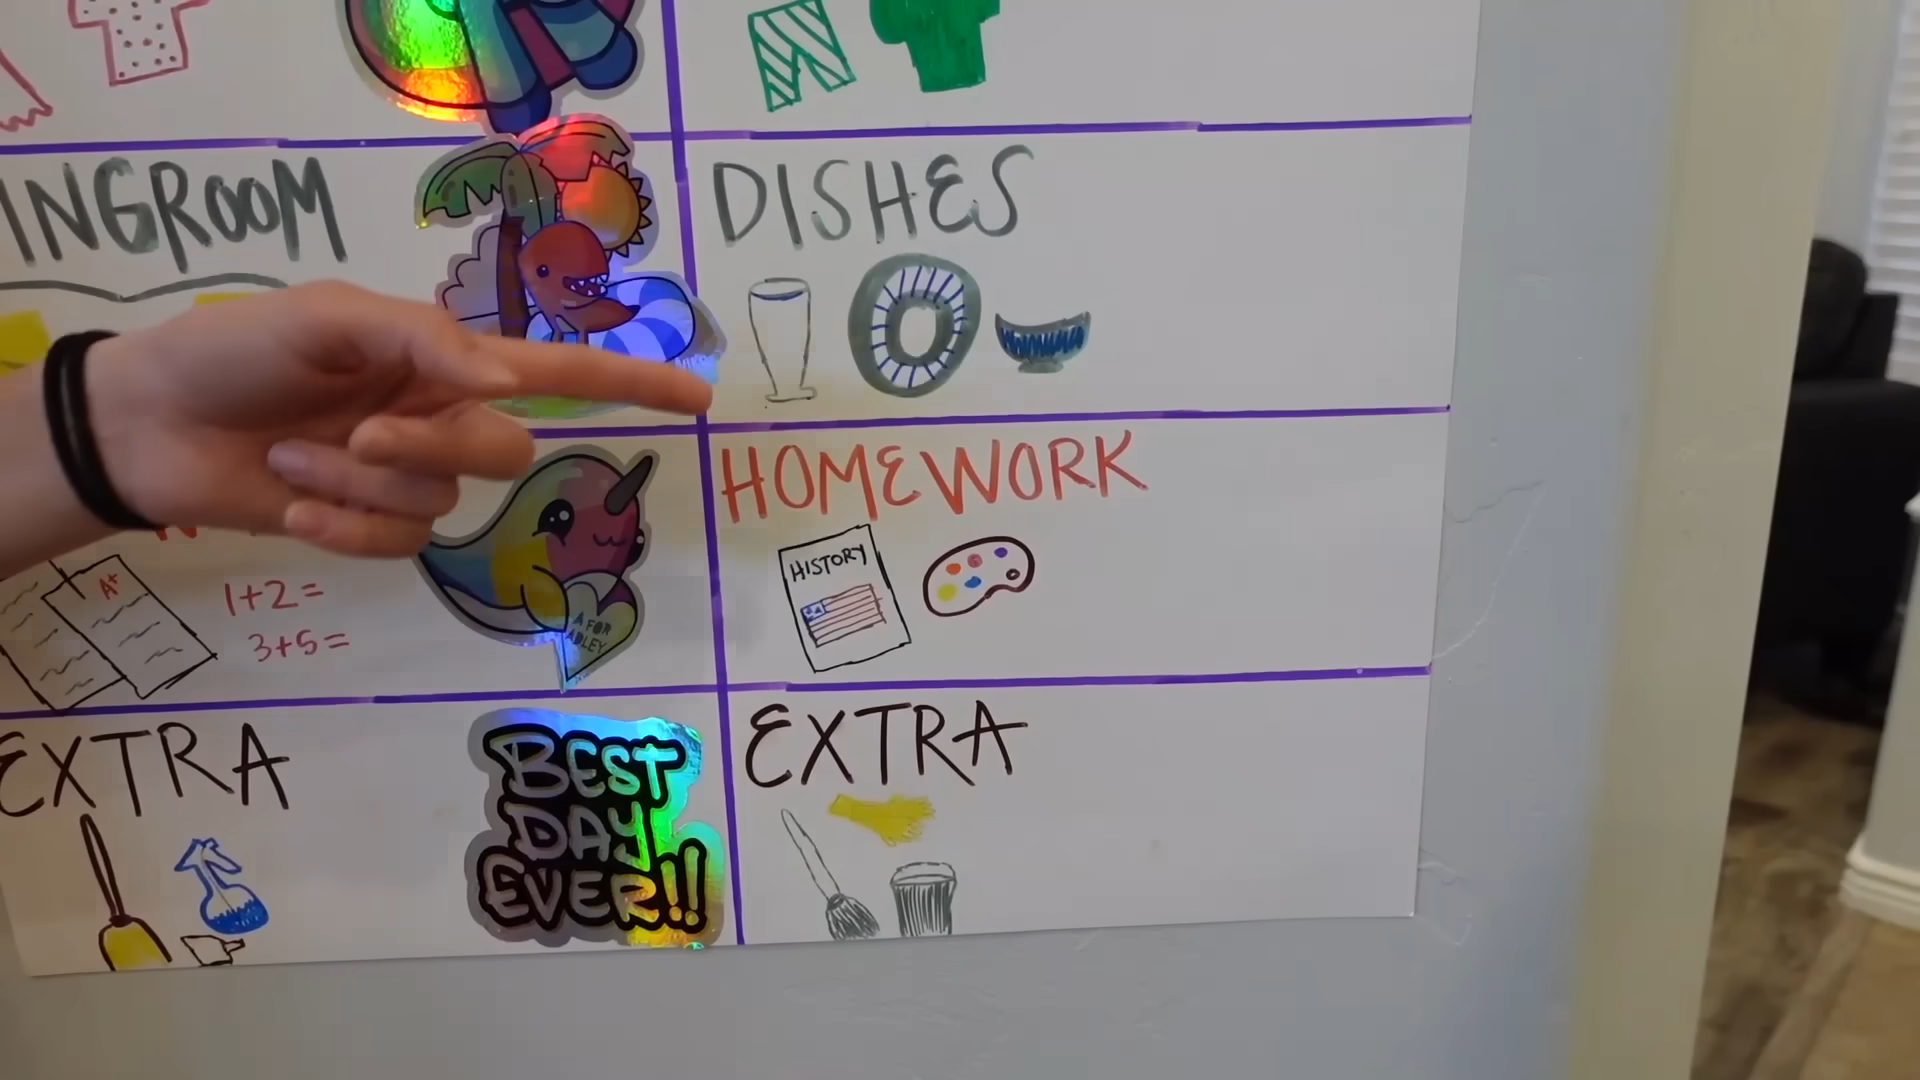 INGROOM
DISHES
HOMEWORK
HISTORY
A+
1+2=
3+5=
A FOR
ADLEY
EXTRA
BEST
DAY
EVER!!
EXTRA